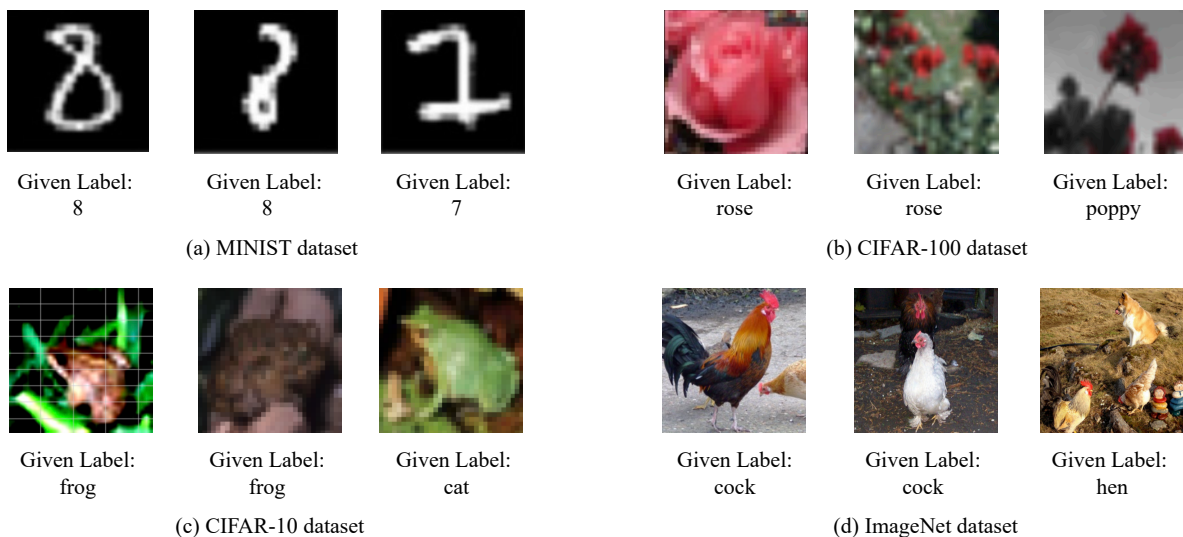 Given Label:
8
Given Label:
8
Given Label:
7
(a) MINIST dataset
Given Label:
rose
Given Label:
rose
Given Label:
poppy
(b) CIFAR-100 dataset
Given Label:
frog
Given Label:
frog
Given Label:
cat
(c) CIFAR-10 dataset
Given Label:
cock
Given Label:
cock
Given Label:
hen
(d) ImageNet dataset